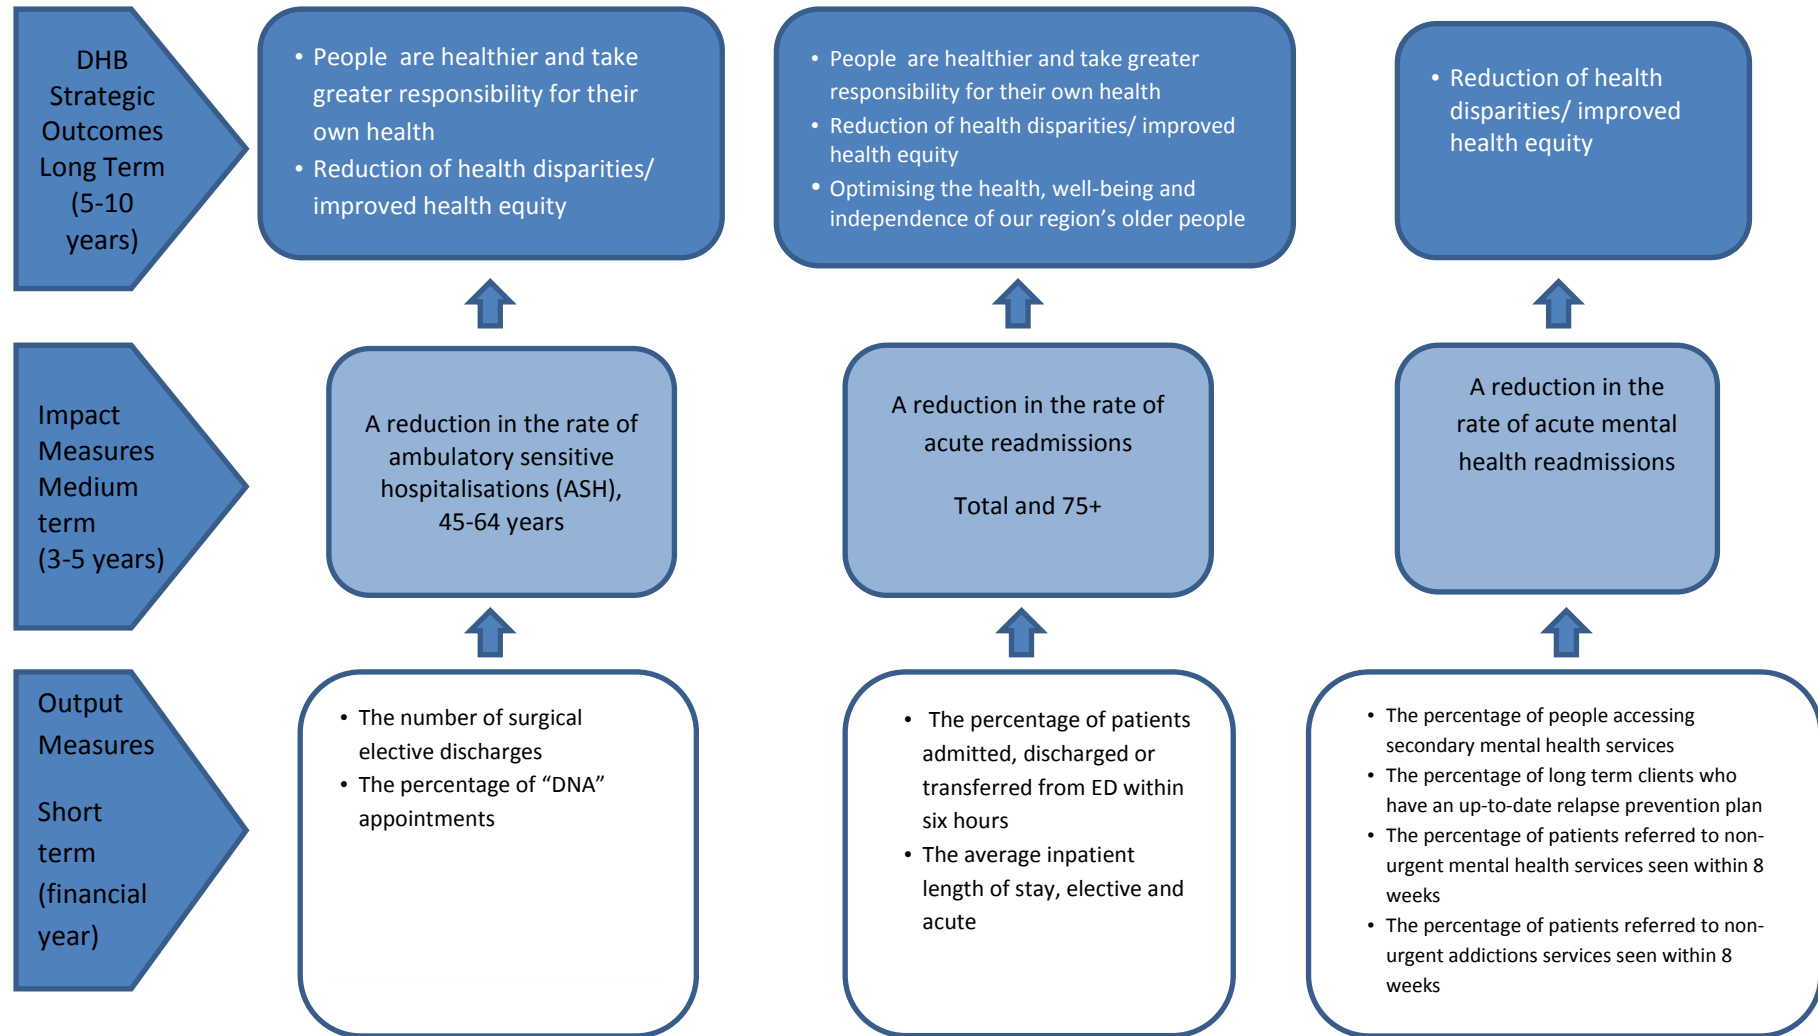 DHB
Strategic
Outcomes
Long Term
(5-10
years)
• People are healthier and take
greater responsibility for their
own health
• Reduction of health disparities/
improved health equity
• People are healthier and take greater
responsibility for their own health
• Reduction of health disparities/ improved
health equity
• Optimising the health, well-being and
independence of our region’s older people
• Reduction of health
disparities/ improved
health equity
Impact
Measures
Medium
term
(3-5 years)
A reduction in the rate of
ambulatory sensitive
hospitalisations (ASH),
45-64 years
A reduction in the rate of
acute readmissions
Total and 75+
A reduction in the
rate of acute mental
health readmissions
Output
Measures
Short
term
(financial
year)
• The number of surgical
elective discharges
• The percentage of “DNA”
appointments
• The percentage of patients
admitted, discharged or
transferred from ED within
six hours
• The average inpatient
length of stay, elective and
acute
• The percentage of people accessing
secondary mental health services
• The percentage of long term clients who
have an up-to-date relapse prevention plan
• The percentage of patients referred to non-
urgent mental health services seen within 8
weeks
• The percentage of patients referred to non-
urgent addictions services seen within 8
weeks